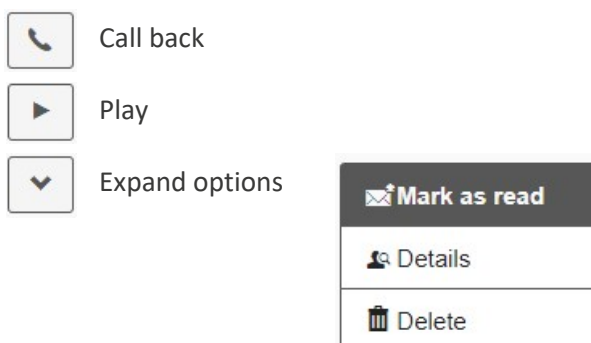 Call back
Play
Expand options
Mark as read
Details
Delete